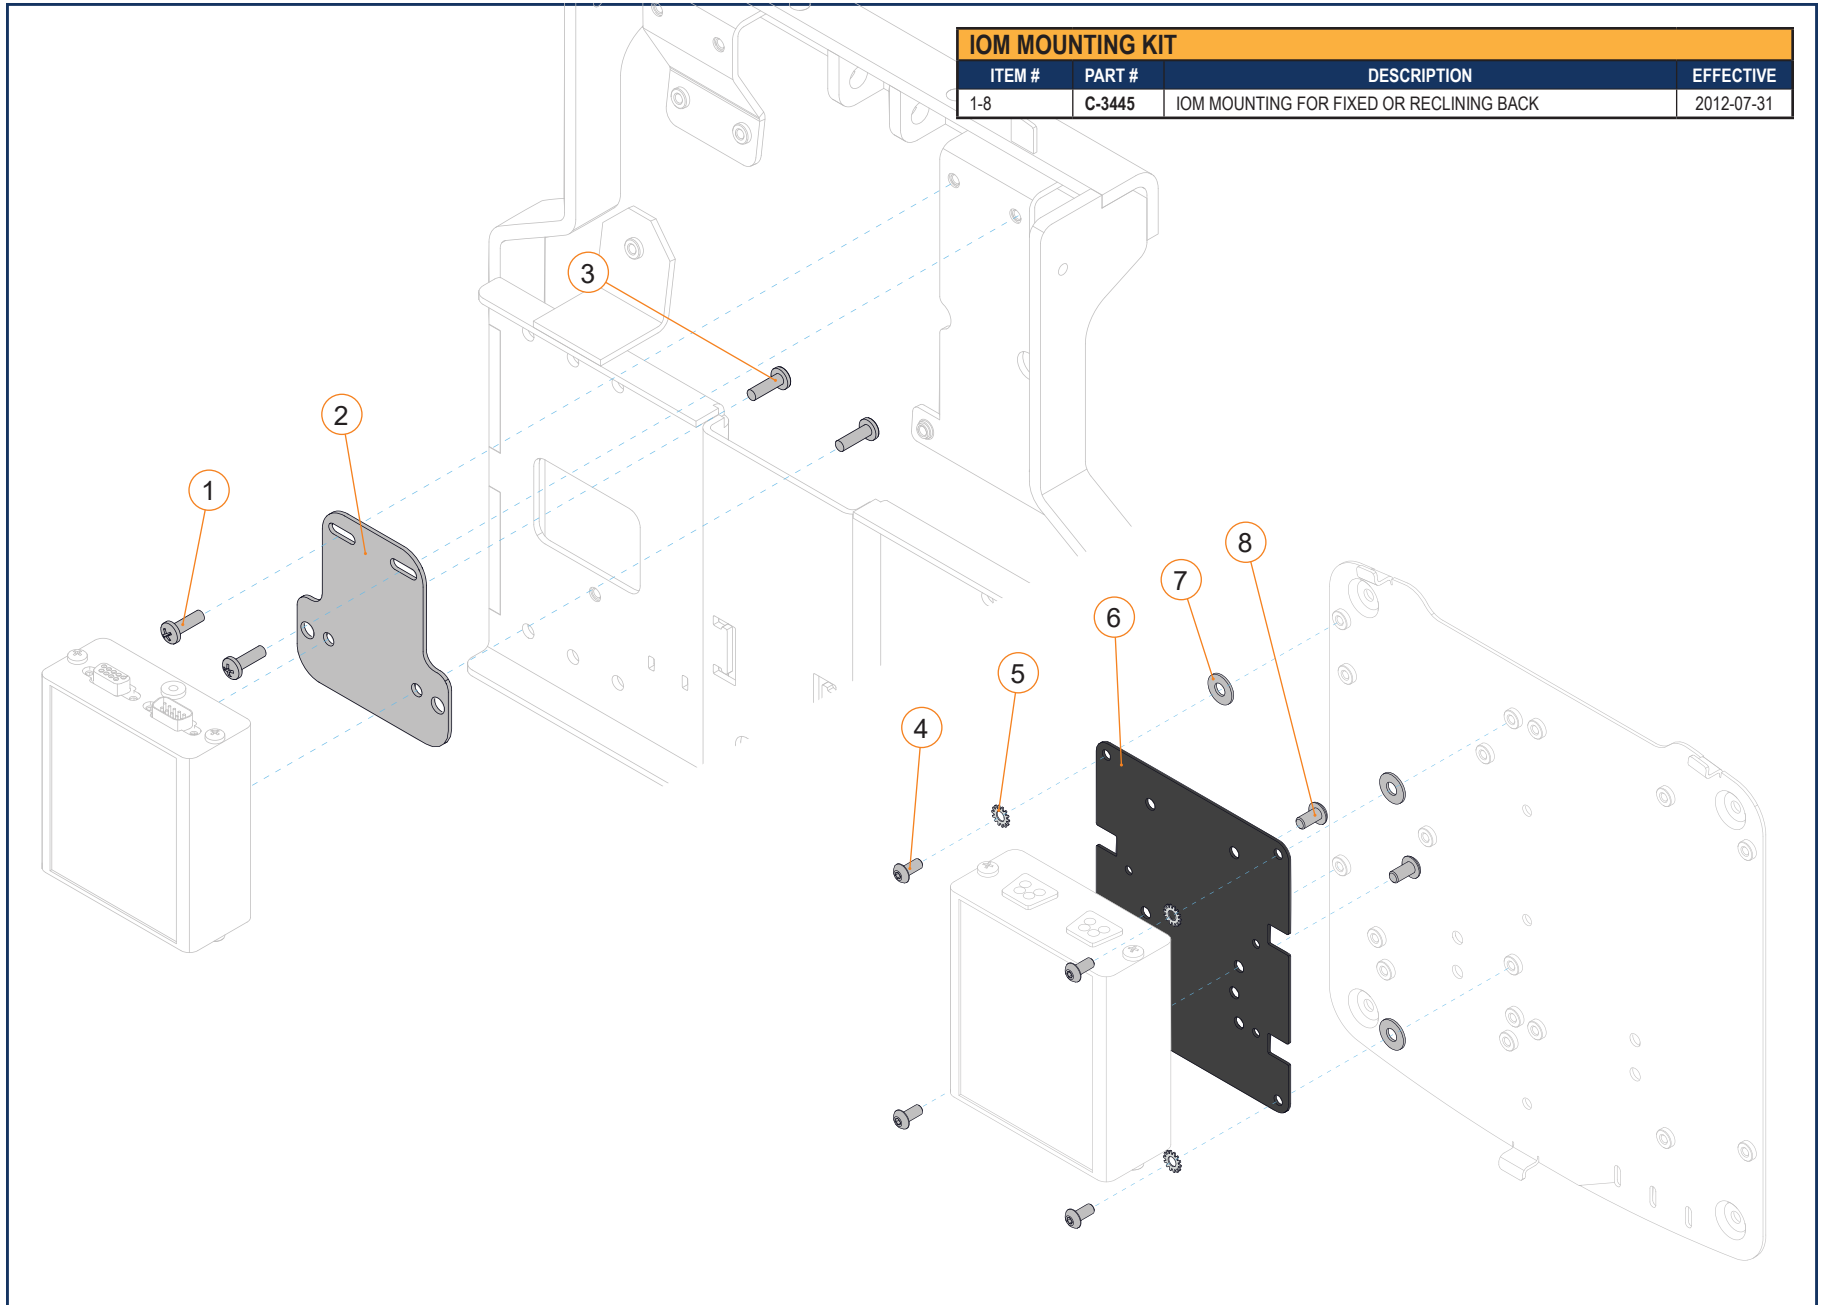 IOM MOUNTING KIT
ITEM # PART # DESCRIPTION EFFECTIVE
1-8 C-3445 IOM MOUNTING FOR FIXED OR RECLINING BACK 2012-07-31
3
2
1
8
7
6
5
4